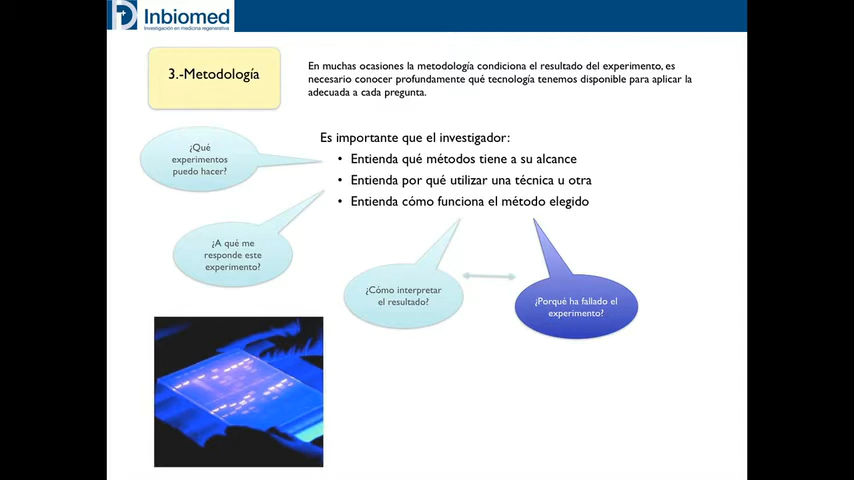 Inbiomed
Investigación en medicina regenerativa
3.-Metodología
En muchas ocasiones la metodología condiciona el resultado del experimento, es
necesario conocer profundamente qué tecnología tenemos disponible para aplicar la
adecuada a cada pregunta.
Es importante que el investigador:
• Entienda qué métodos tiene a su alcance
• Entienda por qué utilizar una técnica u otra
• Entienda cómo funciona el método elegido
¿Qué
experimentos
puedo hacer?
¿A qué me
responde este
experimento?
¿Cómo interpretar
el resultado?
¿Porqué ha fallado el
experimento?